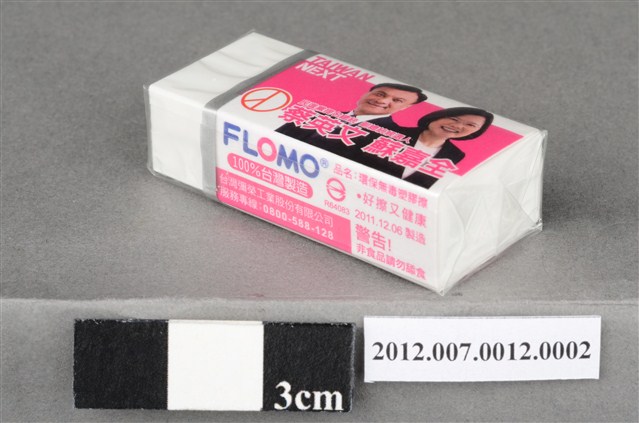 TAIWAN
NEXT
蔡英文 蘇嘉全
FLOMO®
100%台灣製造
台灣彌榮工業股份有限公司
服務專線:0800-588-128
品名:環保無毒塑膠擦
•好擦又健康
R64083
2011.12.06 製造
警告!
非食品請勿舔食
3cm
2012.007.0012.0002